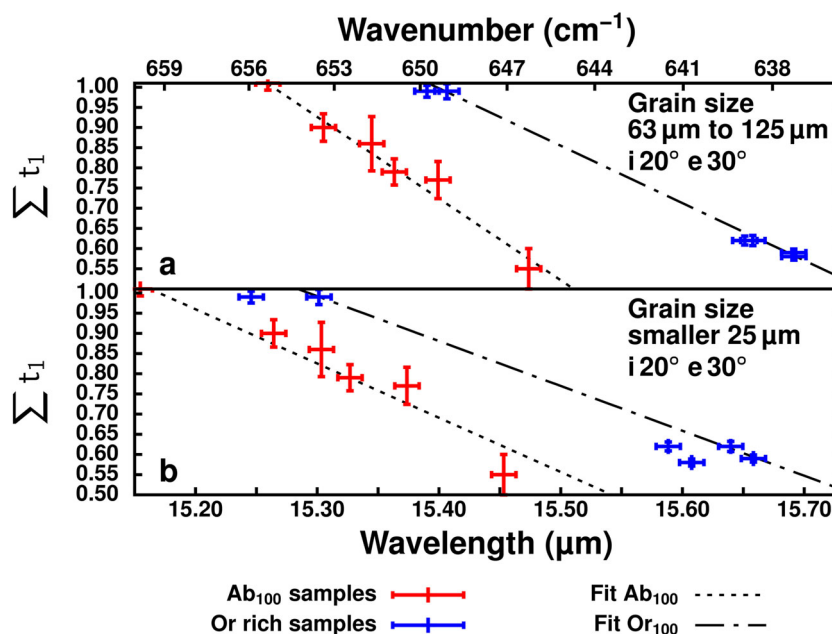 Wavenumber (cm⁻¹)
659 656 653 650 647 644 641 638
∑ t₁
1.00
0.95
0.90
0.85
0.80
0.75
0.70
0.65
0.60
0.55
Grain size
63 µm to 125 µm
i 20° e 30°
a
∑ t₁
1.00
0.95
0.90
0.85
0.80
0.75
0.70
0.65
0.60
0.55
0.50
Grain size
smaller 25 µm
i 20° e 30°
b
15.20 15.30 15.40 15.50 15.60 15.70
Wavelength (µm)
Ab₁₀₀ samples Fit Ab₁₀₀
Or rich samples Fit Or₁₀₀